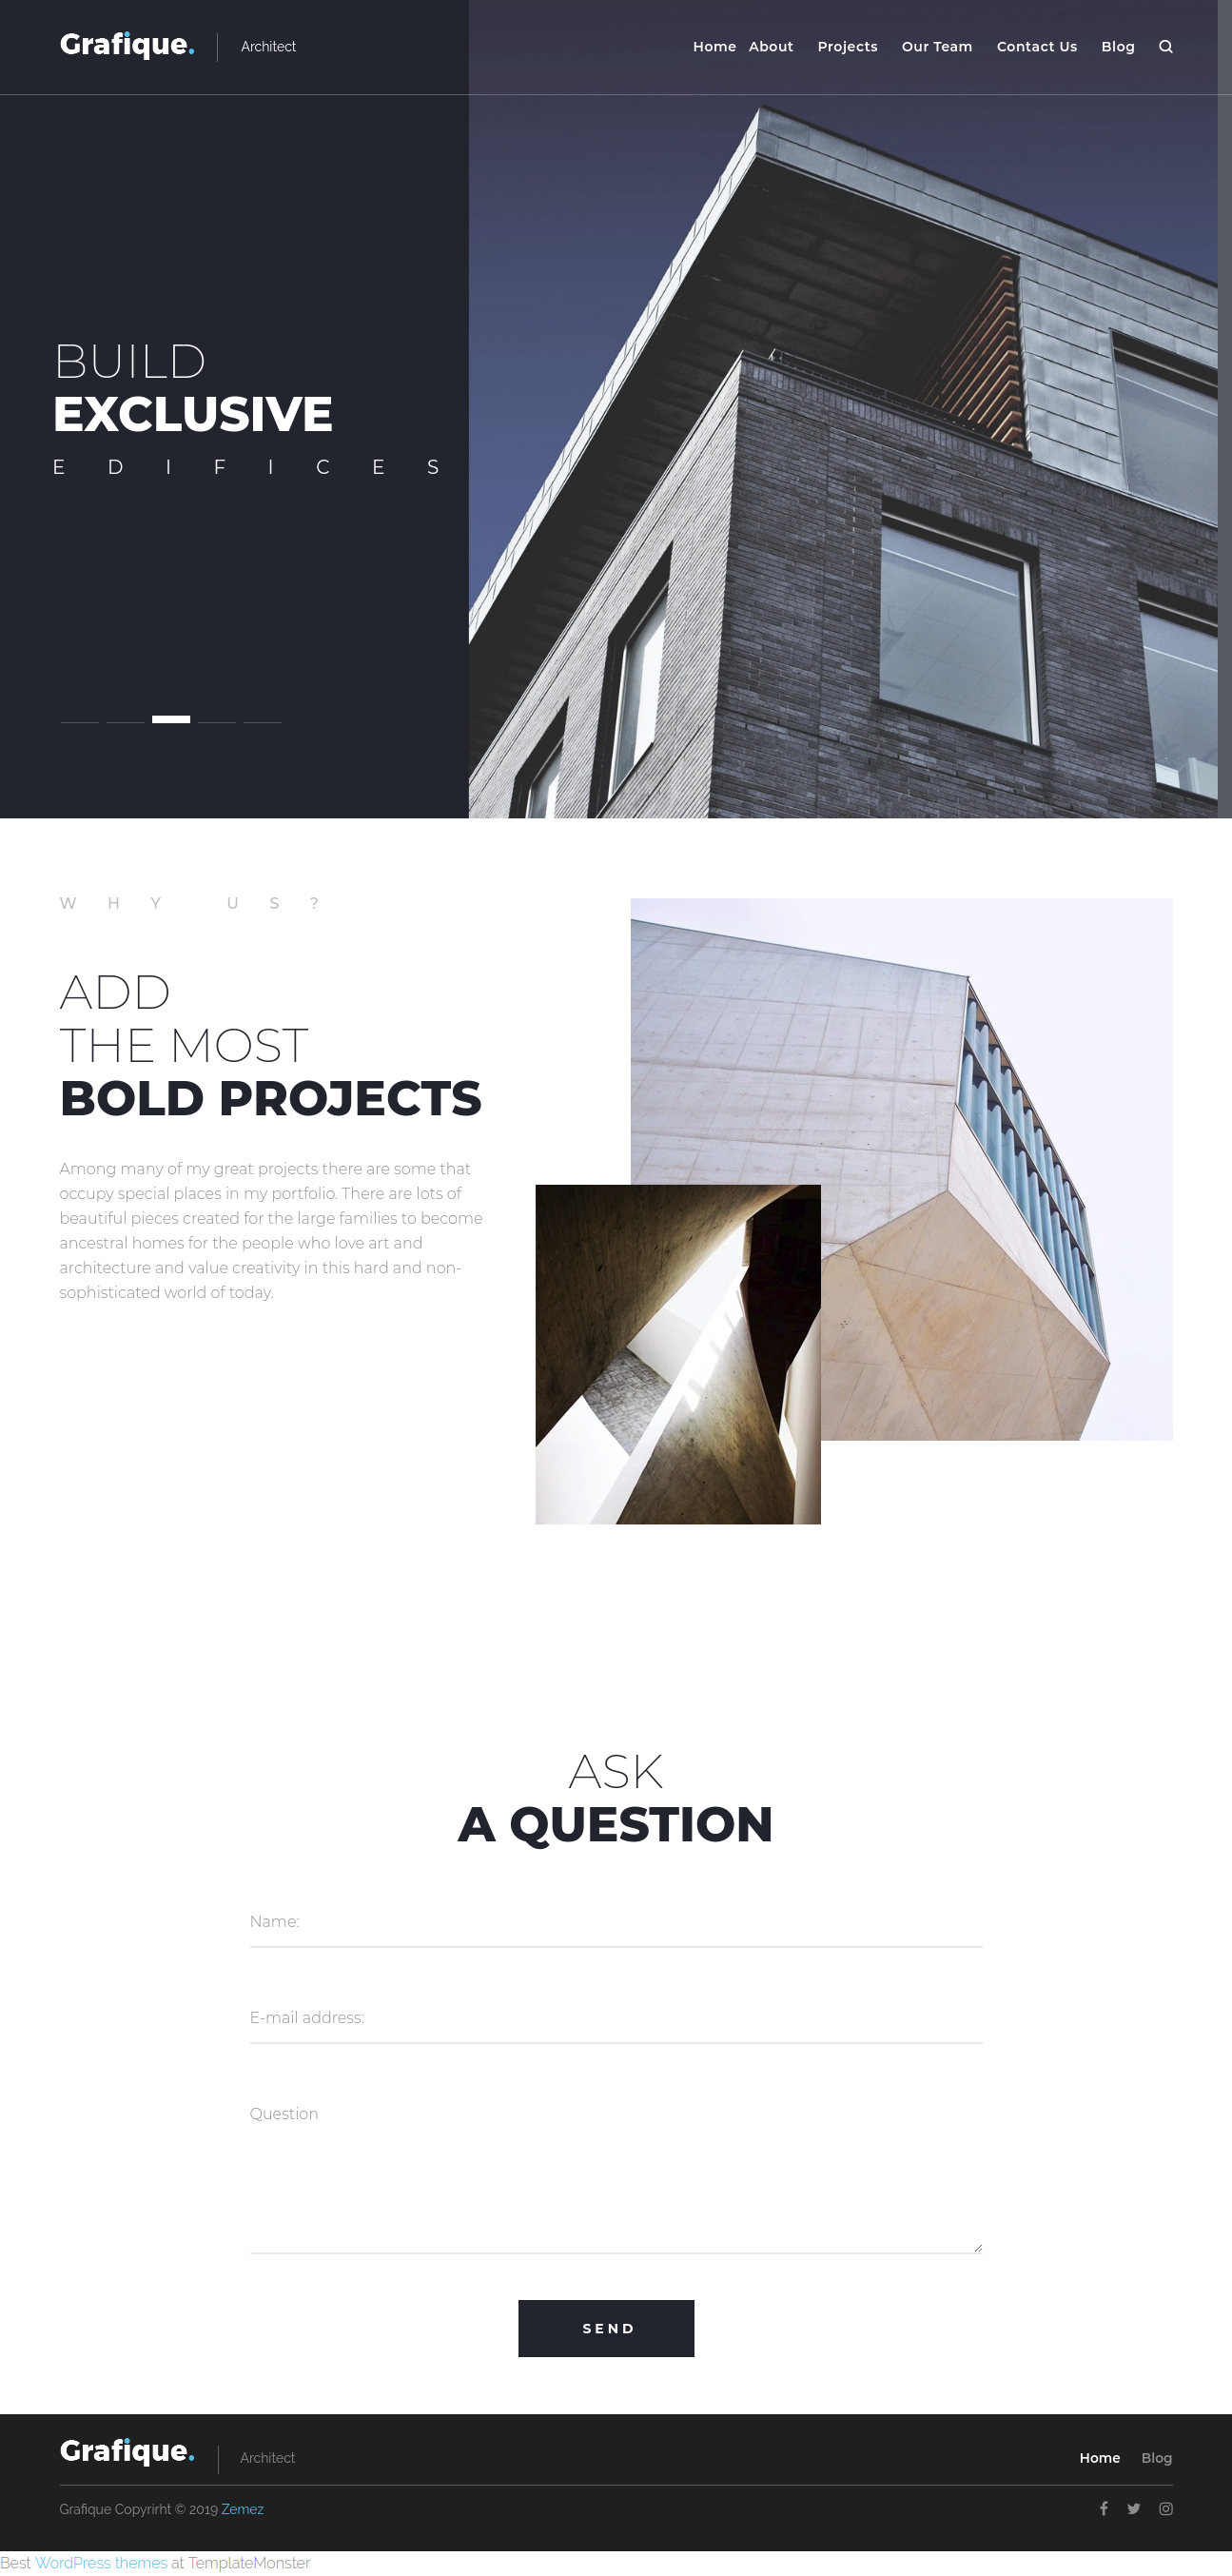 Grafique.
Architect
Home About Projects Our Team Contact Us Blog
BUILD
EXCLUSIVE
EDIFICES
WHY US?
ADD
THE MOST
BOLD PROJECTS
Among many of my great projects there are some that
occupy special places in my portfolio. There are lots of
beautiful pieces created for the large families to become
ancestral homes for the people who love art and
architecture and value creativity in this hard and non-
sophisticated world of today.
ASK
A QUESTION
Name:
E-mail address:
Question
SEND
Grafique.
Architect
Home Blog
Grafique Copyrirht © 2019 Zemez
Best WordPress themes at TemplateMonster